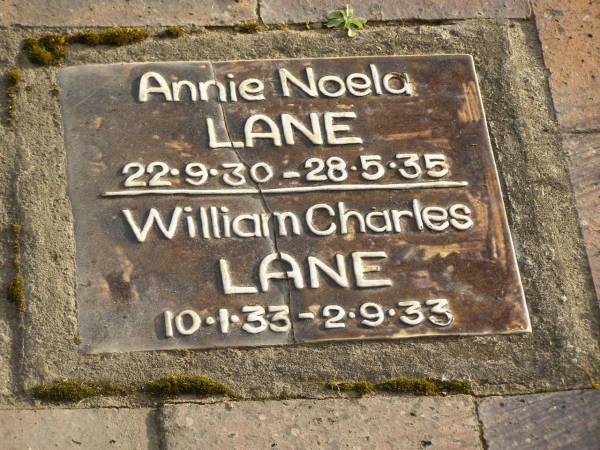 Annie Noela
LANE
22·9·30 - 28·5·35
William Charles
LANE
10·1·33 - 2·9·33